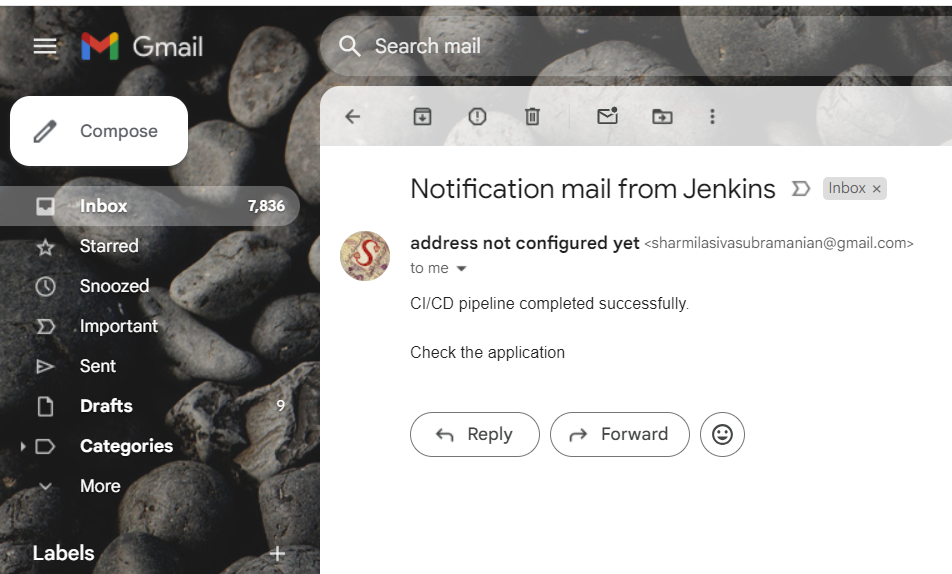 Gmail
Search mail
Compose
Inbox 7,836
Starred
Snoozed
Important
Sent
Drafts 9
Categories
More
Labels
Notification mail from Jenkins Inbox ×
address not configured yet <sharmilasivasubramanian@gmail.com>
to me
CI/CD pipeline completed successfully.
Check the application
Reply Forward